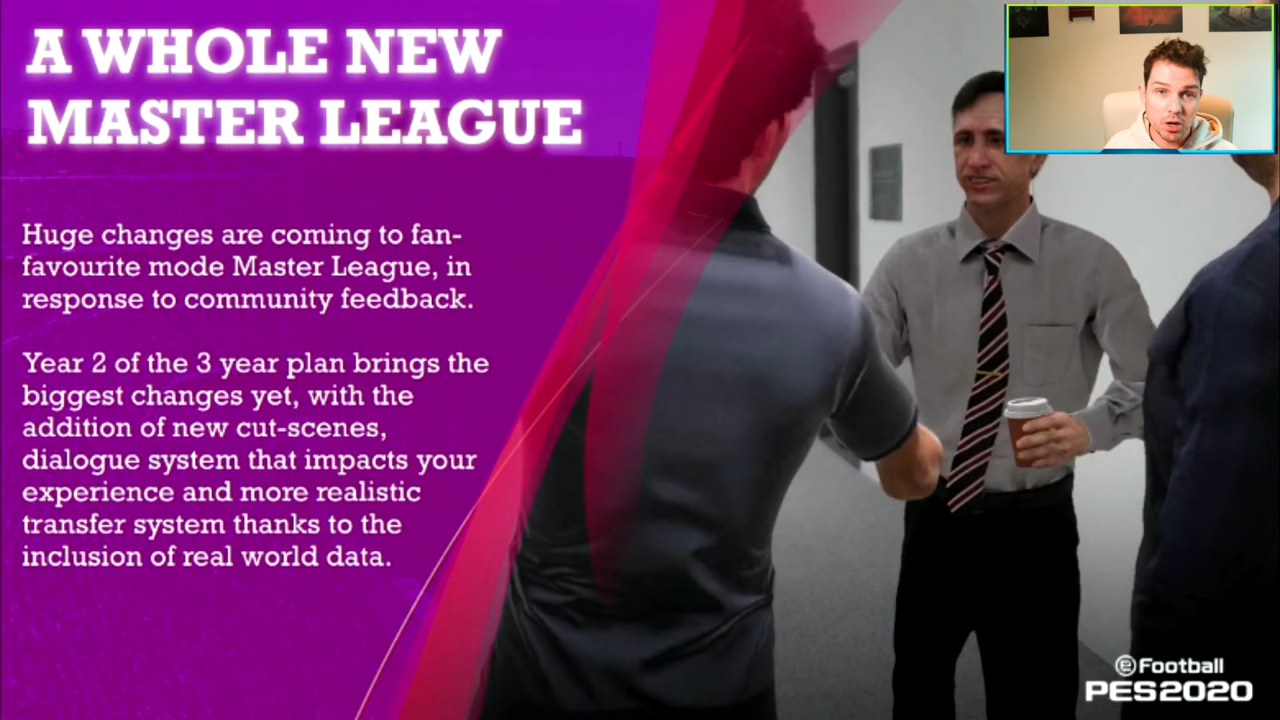 A WHOLE NEW
MASTER LEAGUE
Huge changes are coming to fan-
favourite mode Master League, in
response to community feedback.
Year 2 of the 3 year plan brings the
biggest changes yet, with the
addition of new cut-scenes,
dialogue system that impacts your
experience and more realistic
transfer system thanks to the
inclusion of real world data.
eFootball
PES2020